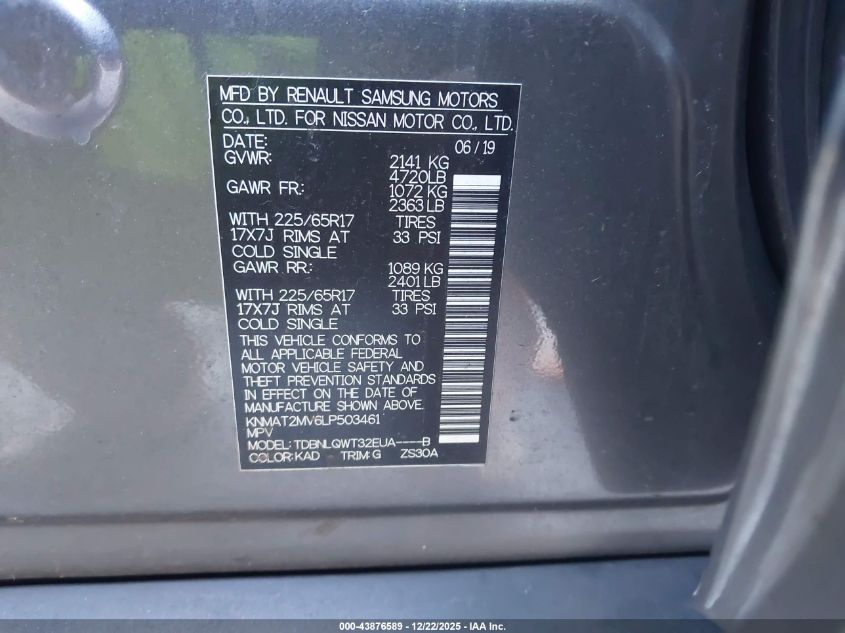 MFD BY RENAULT SAMSUNG MOTORS
CO., LTD. FOR NISSAN MOTOR CO., LTD.
DATE: 06/19
GVWR: 2141 KG
4720LB
GAWR FR.: 1072 KG
2363 LB
WITH 225/65R17 TIRES
17X7J RIMS AT 33 PSI
COLD SINGLE
GAWR RR.: 1089 KG
2401 LB
WITH 225/65R17 TIRES
17X7J RIMS AT 33 PSI
COLD SINGLE
THIS VEHICLE CONFORMS TO
ALL APPLICABLE FEDERAL
MOTOR VEHICLE SAFETY AND
THEFT PREVENTION STANDARDS
IN EFFECT ON THE DATE OF
MANUFACTURE SHOWN ABOVE.
KNMAT2MV6LP503461
MPV
MODEL: TDBNLQWT32EUA----B
COLOR: KAD TRIM: G ZS30A
000-43876589 - 12/22/2025 - IAA Inc.